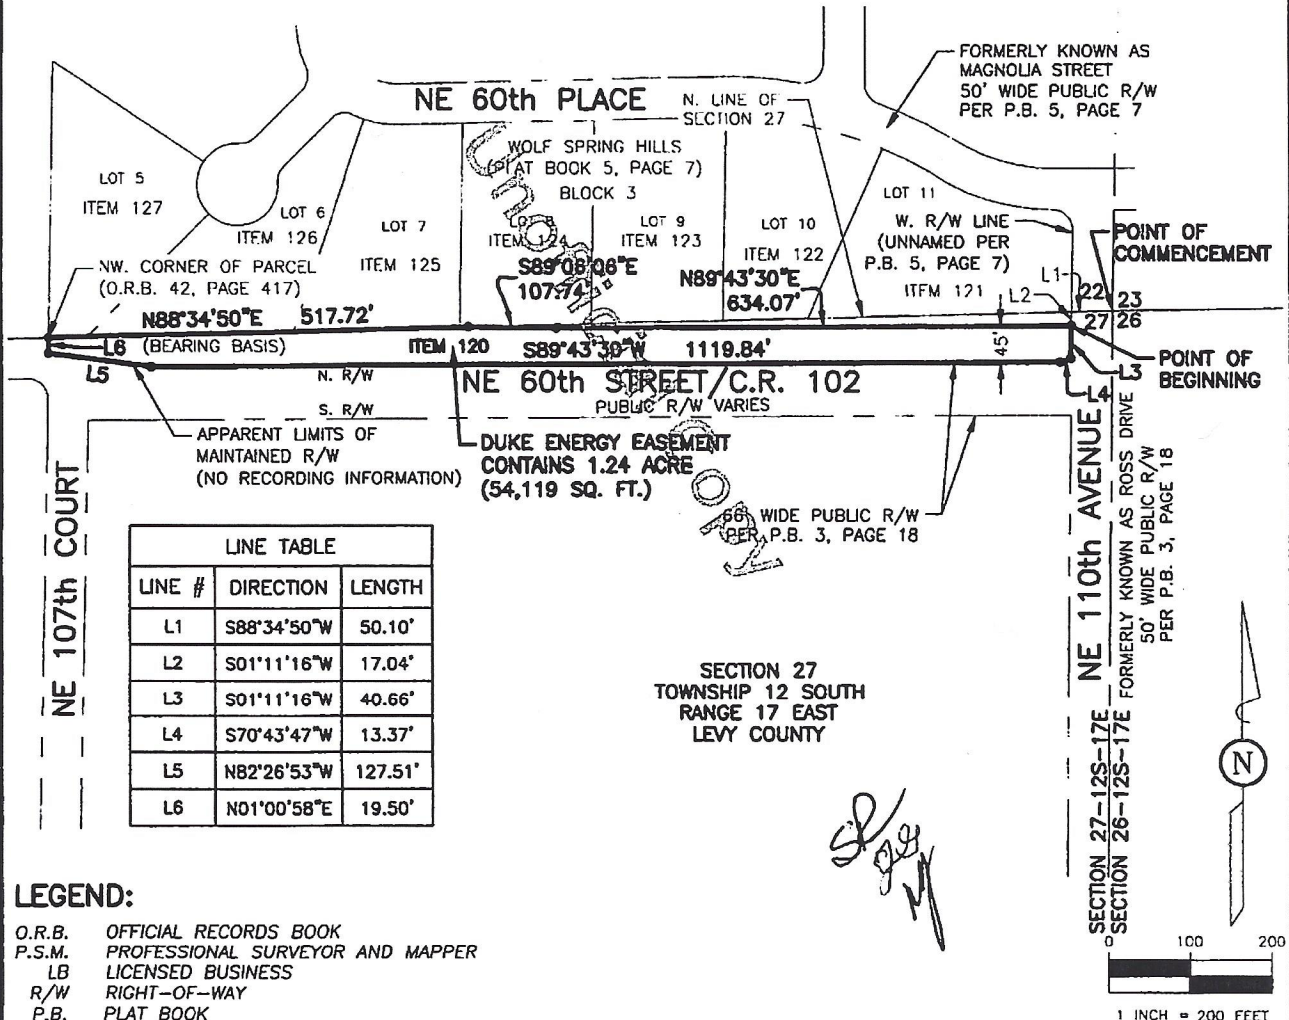 NE 60th PLACE
N. LINE OF
SECTION 27
FORMERLY KNOWN AS
MAGNOLIA STREET
50' WIDE PUBLIC R/W
PER P.B. 5, PAGE 7
WOLF SPRING HILLS
(PLAT BOOK 5, PAGE 7)
BLOCK 3
LOT 5
ITEM 127
LOT 6
ITEM 126
LOT 7
ITEM 125
LOT 8
ITEM 124
LOT 9
ITEM 123
LOT 10
ITEM 122
LOT 11
W. R/W LINE
(UNNAMED PER
P.B. 5, PAGE 7)
ITEM 121
POINT OF
COMMENCEMENT
L1
L2
22 23
27 26
NW. CORNER OF PARCEL
(O.R.B. 42, PAGE 417)
S89°08'08"E
107.74'
N89°43'30"E
634.07'
N88°34'50"E 517.72'
(BEARING BASIS)
L6
L5
ITEM 120
S89°43'30"W 1119.84'
45'
POINT OF
BEGINNING
L3
L4
N. R/W
NE 60th STREET/C.R. 102
PUBLIC R/W VARIES
S. R/W
APPARENT LIMITS OF
MAINTAINED R/W
(NO RECORDING INFORMATION)
DUKE ENERGY EASEMENT
CONTAINS 1.24 ACRE
(54,119 SQ. FT.)
66' WIDE PUBLIC R/W
PER P.B. 3, PAGE 18
Unofficial Copy
NE 107th COURT
NE 110th AVENUE
FORMERLY KNOWN AS ROSS DRIVE
50' WIDE PUBLIC R/W
PER P.B. 3, PAGE 18
SECTION 27-12S-17E
SECTION 26-12S-17E
LINE TABLE
LINE # DIRECTION LENGTH
L1 S88°34'50"W 50.10'
L2 S01°11'16"W 17.04'
L3 S01°11'16"W 40.66'
L4 S70°43'47"W 13.37'
L5 N82°26'53"W 127.51'
L6 N01°00'58"E 19.50'
SECTION 27
TOWNSHIP 12 SOUTH
RANGE 17 EAST
LEVY COUNTY
N
LEGEND:
O.R.B. OFFICIAL RECORDS BOOK
P.S.M. PROFESSIONAL SURVEYOR AND MAPPER
LB LICENSED BUSINESS
R/W RIGHT-OF-WAY
P.B. PLAT BOOK
0 100 200
1 INCH = 200 FEET